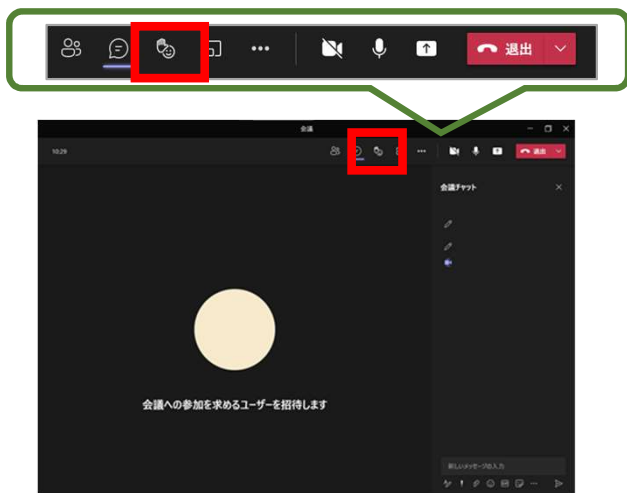 退出
会議
10:29
退出
会議チャット
会議への参加を求めるユーザーを招待します
新しいメッセージの入力